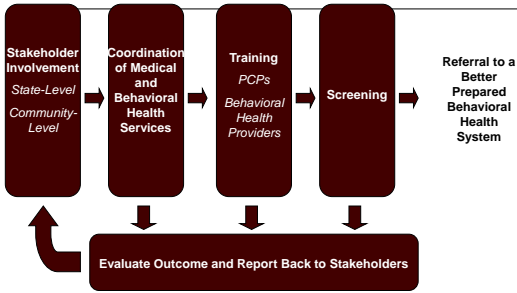 Stakeholder
Involvement
State-Level
Community-
Level
Coordination
of Medical
and
Behavioral
Health
Services
Training
PCPs
Behavioral
Health
Providers
Screening
Referral to a
Better
Prepared
Behavioral
Health
System
Evaluate Outcome and Report Back to Stakeholders